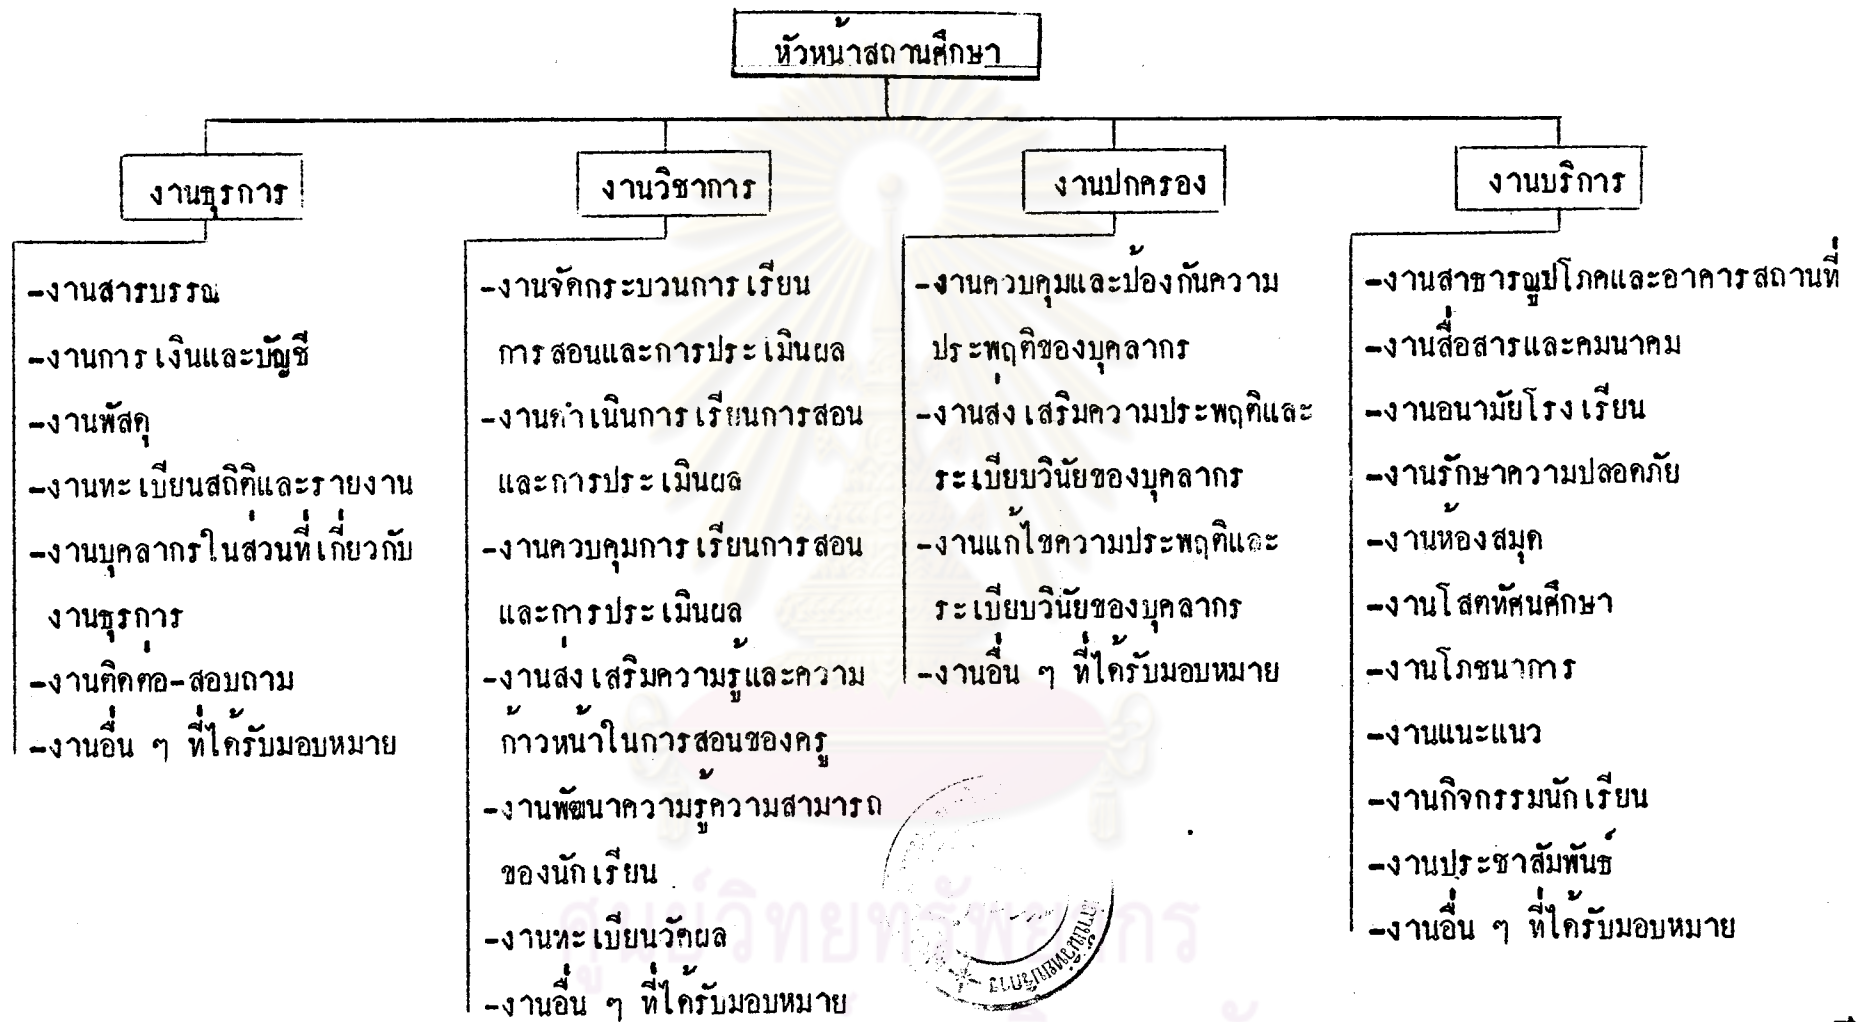 หัวหน้าสถานศึกษา
งานธุรการ
-งานสารบรรณ
-งานการเงินและบัญชี
-งานพัสดุ
-งานทะเบียนสถิติและรายงาน
-งานบุคลากรในส่วนที่เกี่ยวกับ
งานธุรการ
-งานติดต่อ-สอบถาม
-งานอื่น ๆ ที่ได้รับมอบหมาย
งานวิชาการ
-งานจัดกระบวนการเรียน
การสอนและการประเมินผล
-งานดำเนินการเรียนการสอน
และการประเมินผล
-งานควบคุมการเรียนการสอน
และการประเมินผล
-งานส่งเสริมความรู้และความ
ก้าวหน้าในการสอนของครู
-งานพัฒนาความรู้ความสามารถ
ของนักเรียน
-งานทะเบียนวัดผล
-งานอื่น ๆ ที่ได้รับมอบหมาย
งานปกครอง
-งานควบคุมและป้องกันความ
ประพฤติของบุคลากร
-งานส่งเสริมความประพฤติและ
ระเบียบวินัยของบุคลากร
-งานแก้ไขความประพฤติและ
ระเบียบวินัยของบุคลากร
-งานอื่น ๆ ที่ได้รับมอบหมาย
งานบริการ
-งานสาธารณูปโภคและอาคารสถานที่
-งานสื่อสารและคมนาคม
-งานอนามัยโรงเรียน
-งานรักษาความปลอดภัย
-งานห้องสมุด
-งานโสตทัศนศึกษา
-งานโภชนาการ
-งานแนะแนว
-งานกิจกรรมนักเรียน
-งานประชาสัมพันธ์
-งานอื่น ๆ ที่ได้รับมอบหมาย
ศูนย์วิทยทรัพยากร